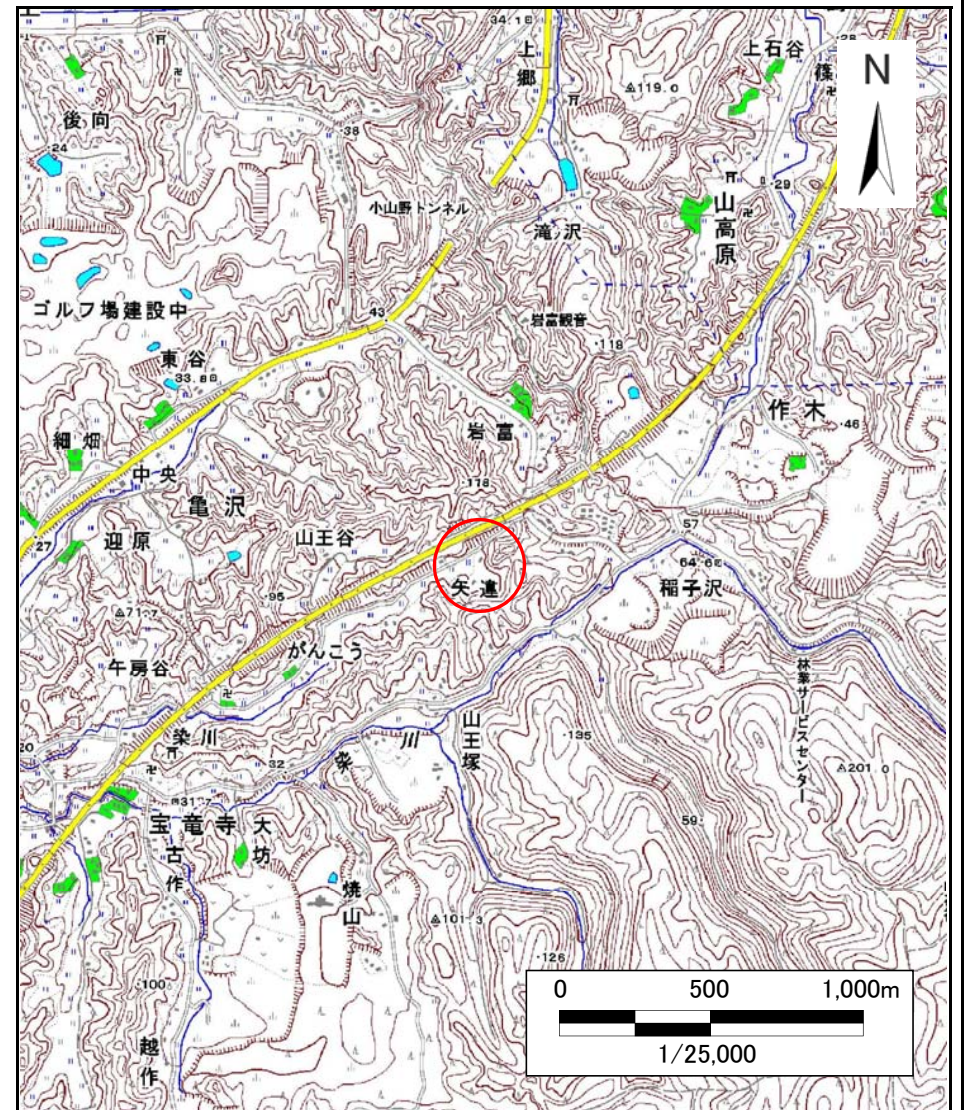 34.1
上郷
上石谷
28
N
篠
△119.0
後向
24
38
小山野トンネル
29
山高原
滝沢
ゴルフ場建設中
43
岩富観音
118
東谷
33.8
作木
46
細畑
岩富
中央
118
亀沢
27
迎原
山王谷
57
64.6
矢違
稲子沢
95
△71.7
がんこう
午房谷
林業サービスセンター
染川
山王塚
20
32
染川
135
△201.0
31.7
宝竜寺
大坊
59
古作
焼山
△101.3
126
100
0 500 1,000m
1/25,000
越作